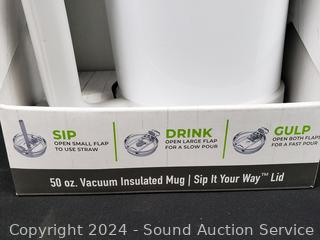 SIP
OPEN SMALL FLAP
TO USE STRAW
DRINK
OPEN LARGE FLAP
FOR A SLOW POUR
GULP
OPEN BOTH FLAPS
FOR A FAST POUR
50 oz. Vacuum Insulated Mug | Sip It Your Way™ Lid
Copyright 2024 - Sound Auction Service